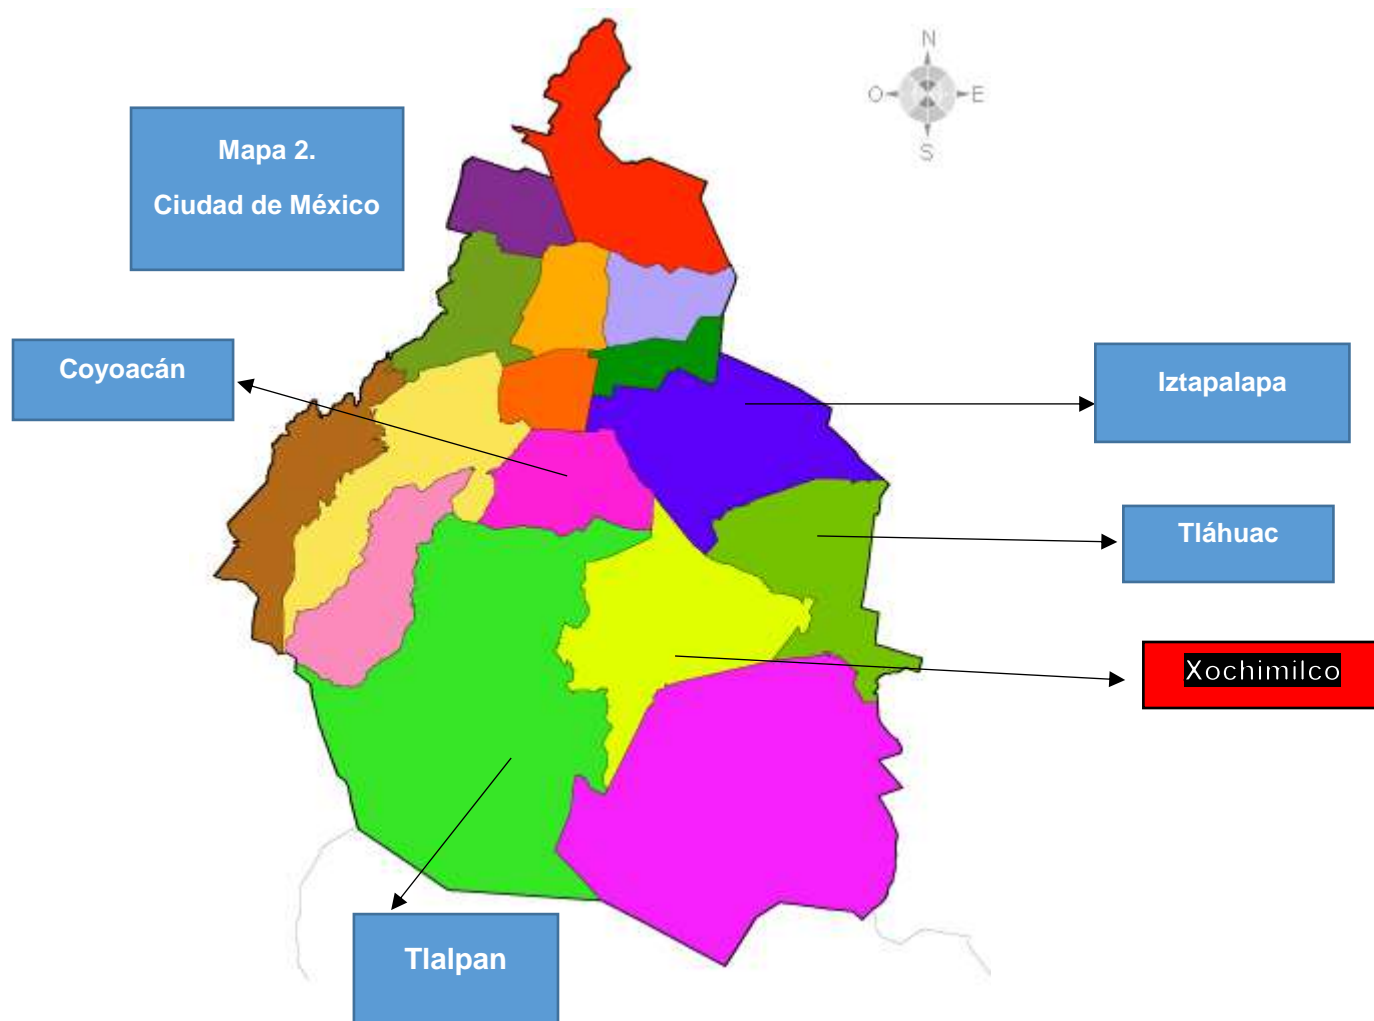 N
O
E
S
Mapa 2.
Ciudad de México
Coyoacán
Iztapalapa
Tláhuac
Xochimilco
Tlalpan